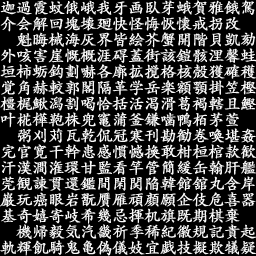 迦過霞蚊俄峨我牙画臥芽蛾賀雅餓駕
介会解回塊壊廻快怪悔恢懐戒拐改
魁晦械海灰界皆絵芥蟹開階貝凱劾
外咳害崖慨概涯碍蓋街該鎧骸浬馨蛙
垣柿蛎鈎劃嚇各廓拡撹格核殻獲確穫
覚角赫較郭閣隔革学岳楽額顎掛笠樫
橿梶鰍潟割喝恰括活渇滑葛褐轄且鰹
叶椛樺鞄株兜竃蒲釜鎌噛鴨栢茅萱
粥刈苅瓦乾侃冠寒刊勘勧巻喚堪姦
完官寛干幹患感慣憾換敢柑桓棺款歓
汗漢澗潅環甘監看竿管簡緩缶翰肝艦
莞観諌貫還鑑間閑関陥韓館舘丸含岸
巌玩癌眼岩翫贋雁頑顔願企伎危喜器
基奇嬉寄岐希幾忌揮机旗既期棋棄
機帰毅気汽畿祈季稀紀徽規記貴起
軌輝飢騎鬼亀偽儀妓宜戯技擬欺犠疑